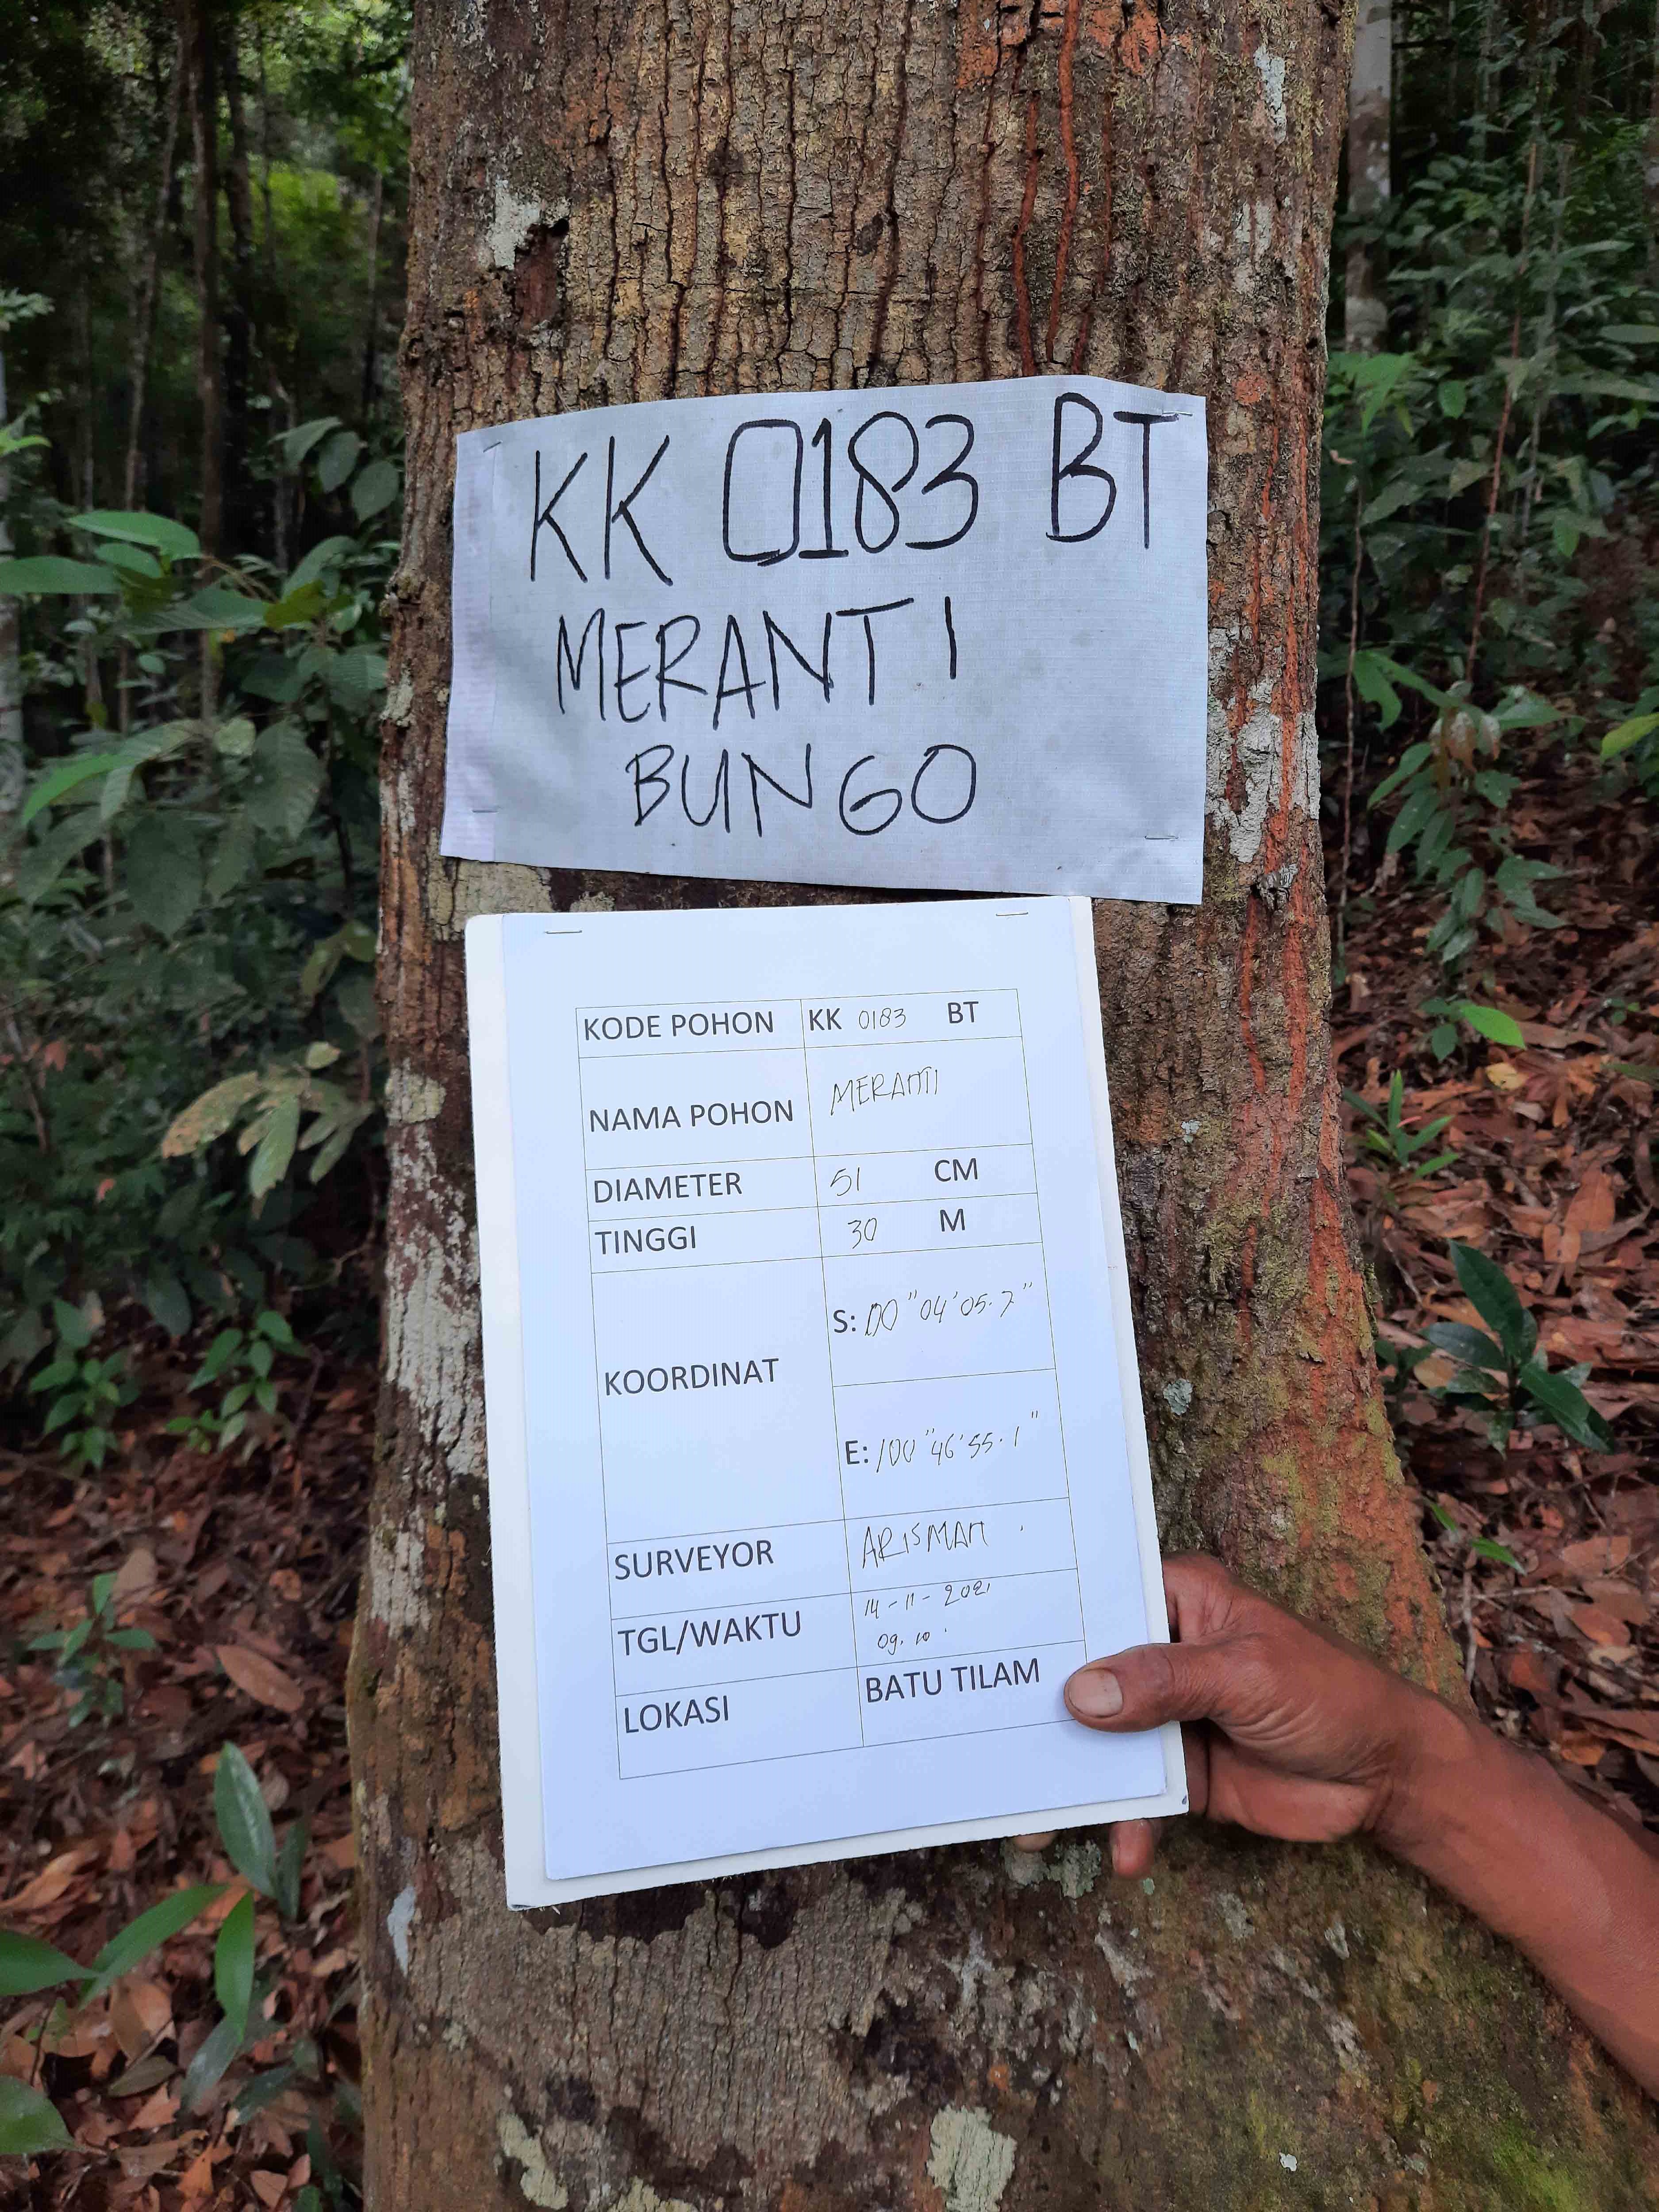 KK 0183 BT
MERANTI
BUNGO
KODE POHON KK 0183 BT
NAMA POHON MERANTI
DIAMETER 51 CM
TINGGI 30 M
KOORDINAT
S: 00"04'05.7"
E: 100"46'55.1"
SURVEYOR ARISMAN
TGL/WAKTU 14-11-2021
09.10
LOKASI BATU TILAM